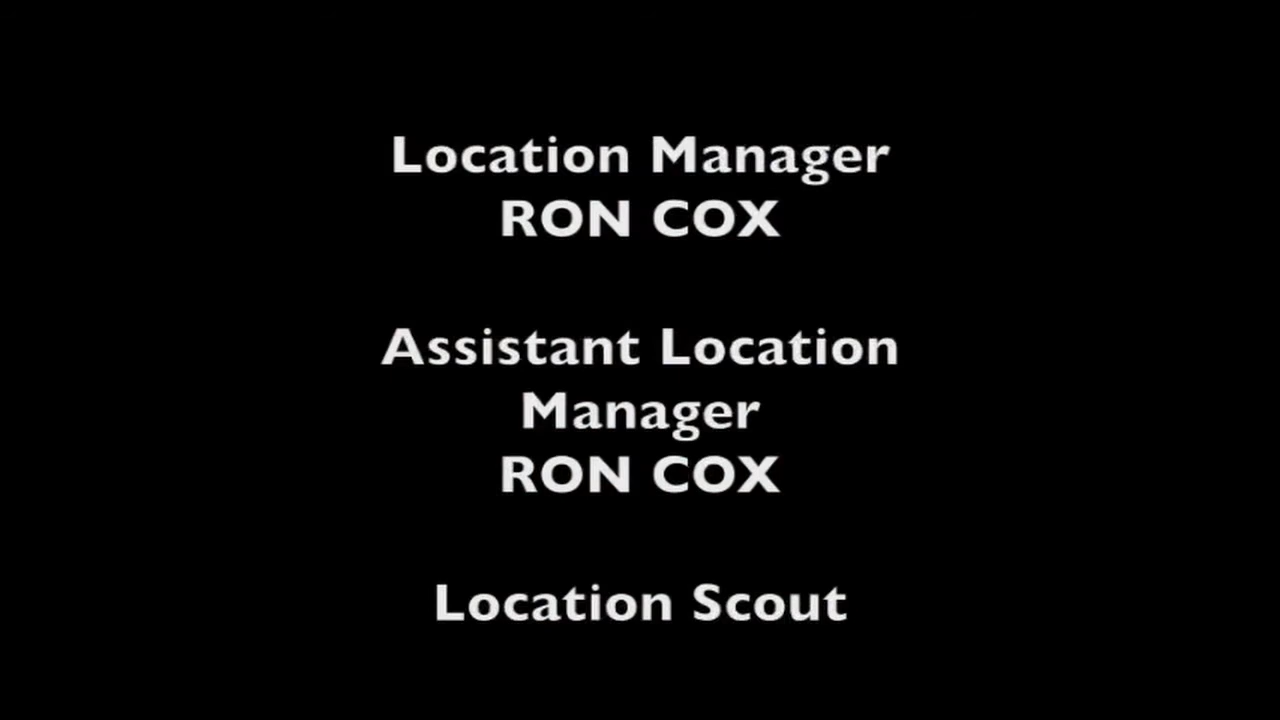 Location Manager
RON COX
Assistant Location
Manager
RON COX
Location Scout